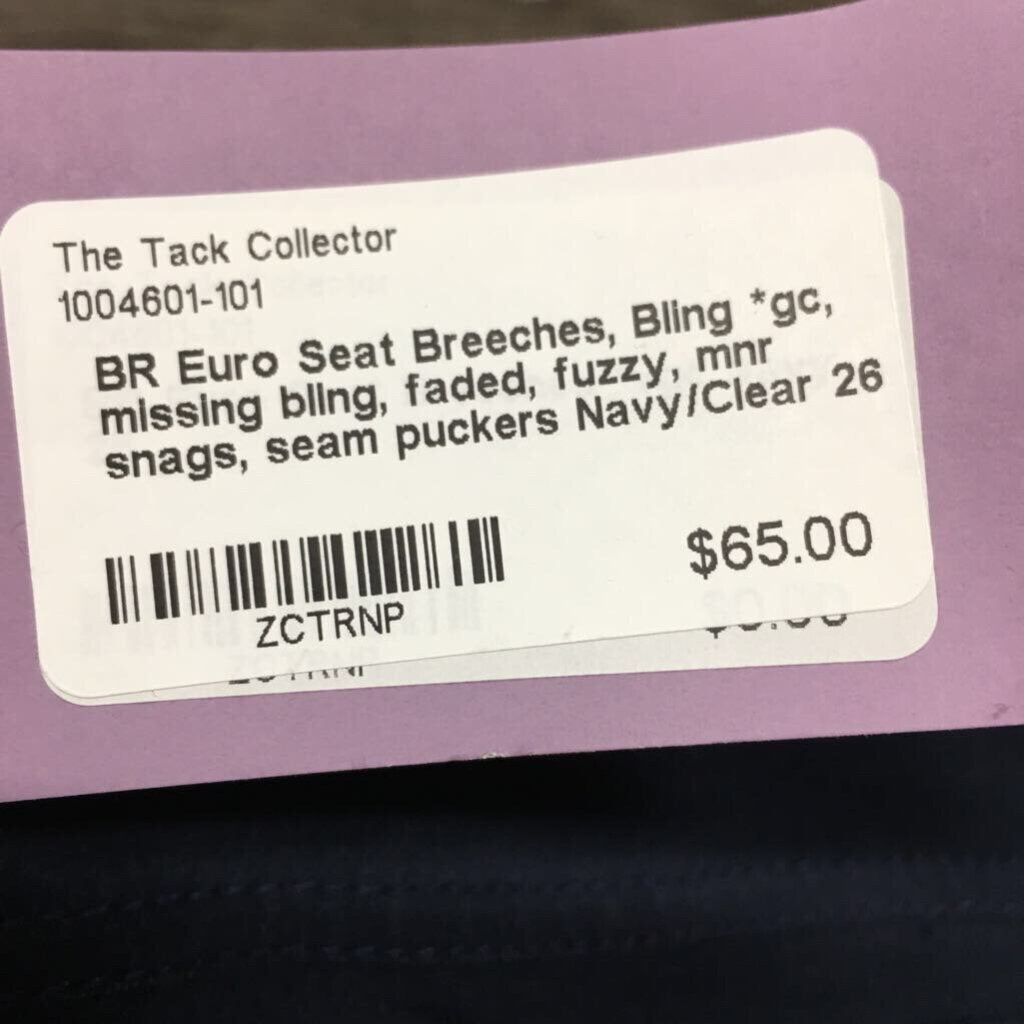 The Tack Collector
1004601-101
BR Euro Seat Breeches, Bling *gc,
missing bling, faded, fuzzy, mnr
snags, seam puckers Navy/Clear 26
$65.00
ZCTRNP